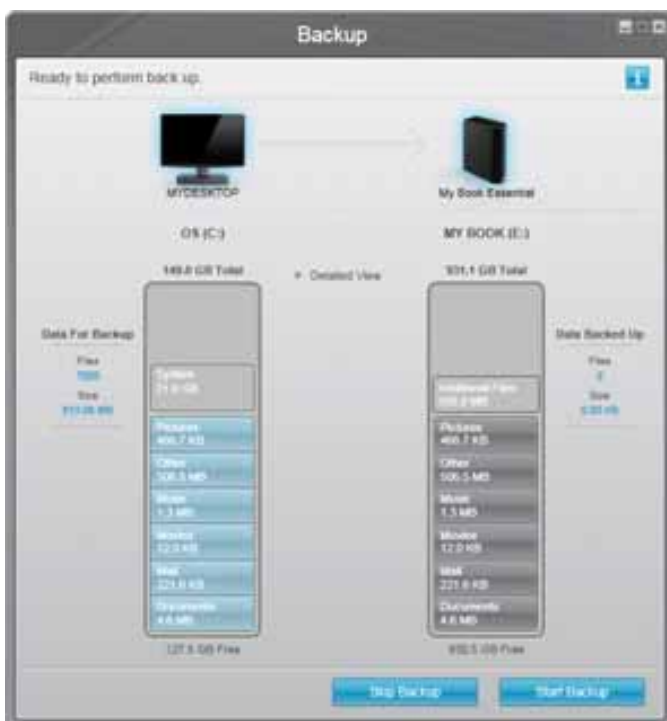 Backup
Ready to perform back up.
MYDESKTOP
My Book Essential
OS (C:)
MY BOOK (E:)
149.0 GB Total
Detailed View
931.1 GB Total
Data For Backup
Files
Size
Data Backed Up
Files
0
Size
System
Additional Files
Pictures
466.7 KB
Other
506.5 MB
Music
1.3 MB
Movies
12.0 KB
Mail
221.6 KB
Documents
4.6 MB
Pictures
466.7 KB
Other
506.5 MB
Music
1.3 MB
Movies
12.0 KB
Mail
221.6 KB
Documents
4.6 MB
127.5 GB Free
GB Free
Stop Backup
Start Backup